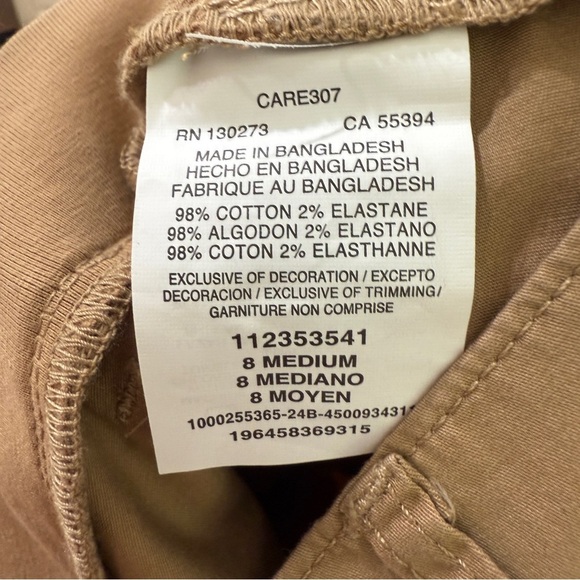 CARE307
RN 130273 CA 55394
MADE IN BANGLADESH
HECHO EN BANGLADESH
FABRIQUE AU BANGLADESH
98% COTTON 2% ELASTANE
98% ALGODON 2% ELASTANO
98% COTON 2% ELASTHANNE
EXCLUSIVE OF DECORATION / EXCEPTO
DECORACION / EXCLUSIVE OF TRIMMING/
GARNITURE NON COMPRISE
112353541
8 MEDIUM
8 MEDIANO
8 MOYEN
196458369315